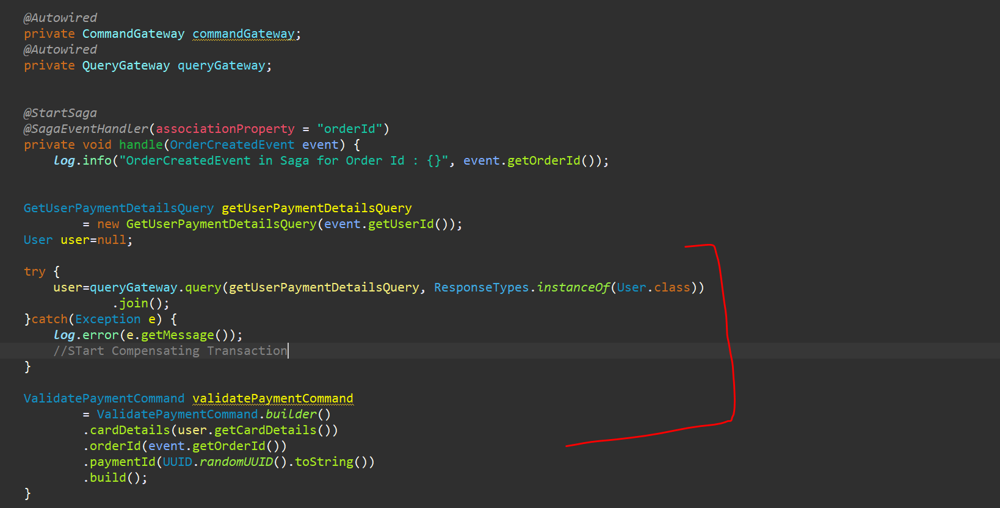 @Autowired
private CommandGateway commandGateway;
@Autowired
private QueryGateway queryGateway;
@StartSaga
@SagaEventHandler(associationProperty = "orderId")
private void handle(OrderCreatedEvent event) {
log.info("OrderCreatedEvent in Saga for Order Id : {}", event.getOrderId());
GetUserPaymentDetailsQuery getUserPaymentDetailsQuery
= new GetUserPaymentDetailsQuery(event.getUserId());
User user=null;
try {
user=queryGateway.query(getUserPaymentDetailsQuery, ResponseTypes.instanceOf(User.class))
.join();
}catch(Exception e) {
log.error(e.getMessage());
//STart Compensating Transaction
}
ValidatePaymentCommand validatePaymentCommand
= ValidatePaymentCommand.builder()
.cardDetails(user.getCardDetails())
.orderId(event.getOrderId())
.paymentId(UUID.randomUUID().toString())
.build();
}